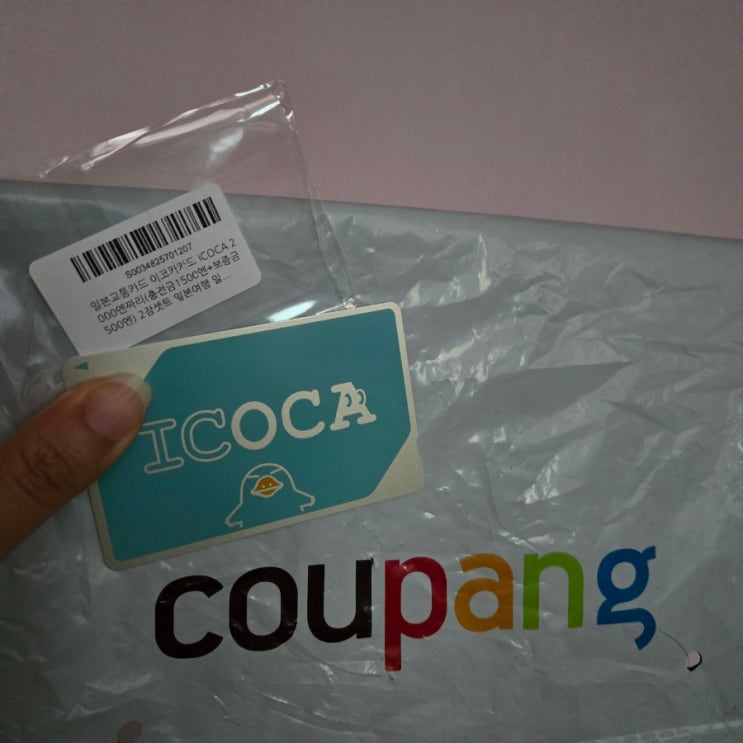 S0034825701207
일본교통카드 이코카카드 ICOCA 2
000엔짜리(충전금1500엔+보증금
500엔) 2장세트 일본여행 일...
ICOCA
coupang